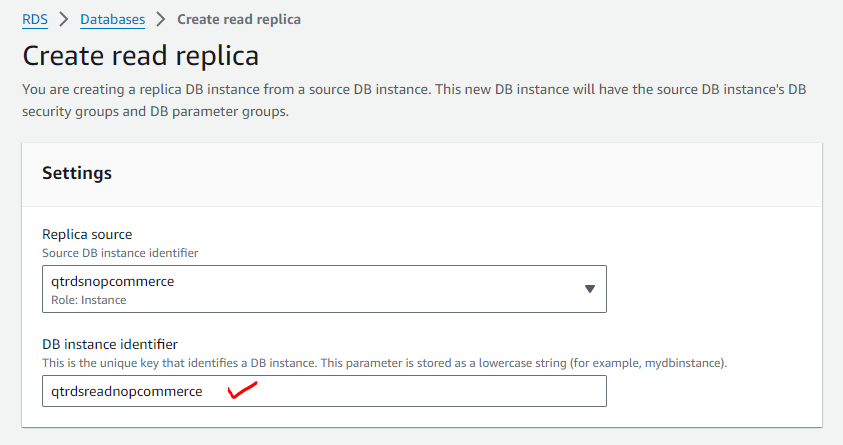 RDS > Databases > Create read replica
Create read replica
You are creating a replica DB instance from a source DB instance. This new DB instance will have the source DB instance's DB
security groups and DB parameter groups.
Settings
Replica source
Source DB instance identifier
qtrdsnopcommerce
Role: Instance
DB instance identifier
This is the unique key that identifies a DB instance. This parameter is stored as a lowercase string (for example, mydbinstance).
qtrdsreadnopcommerce